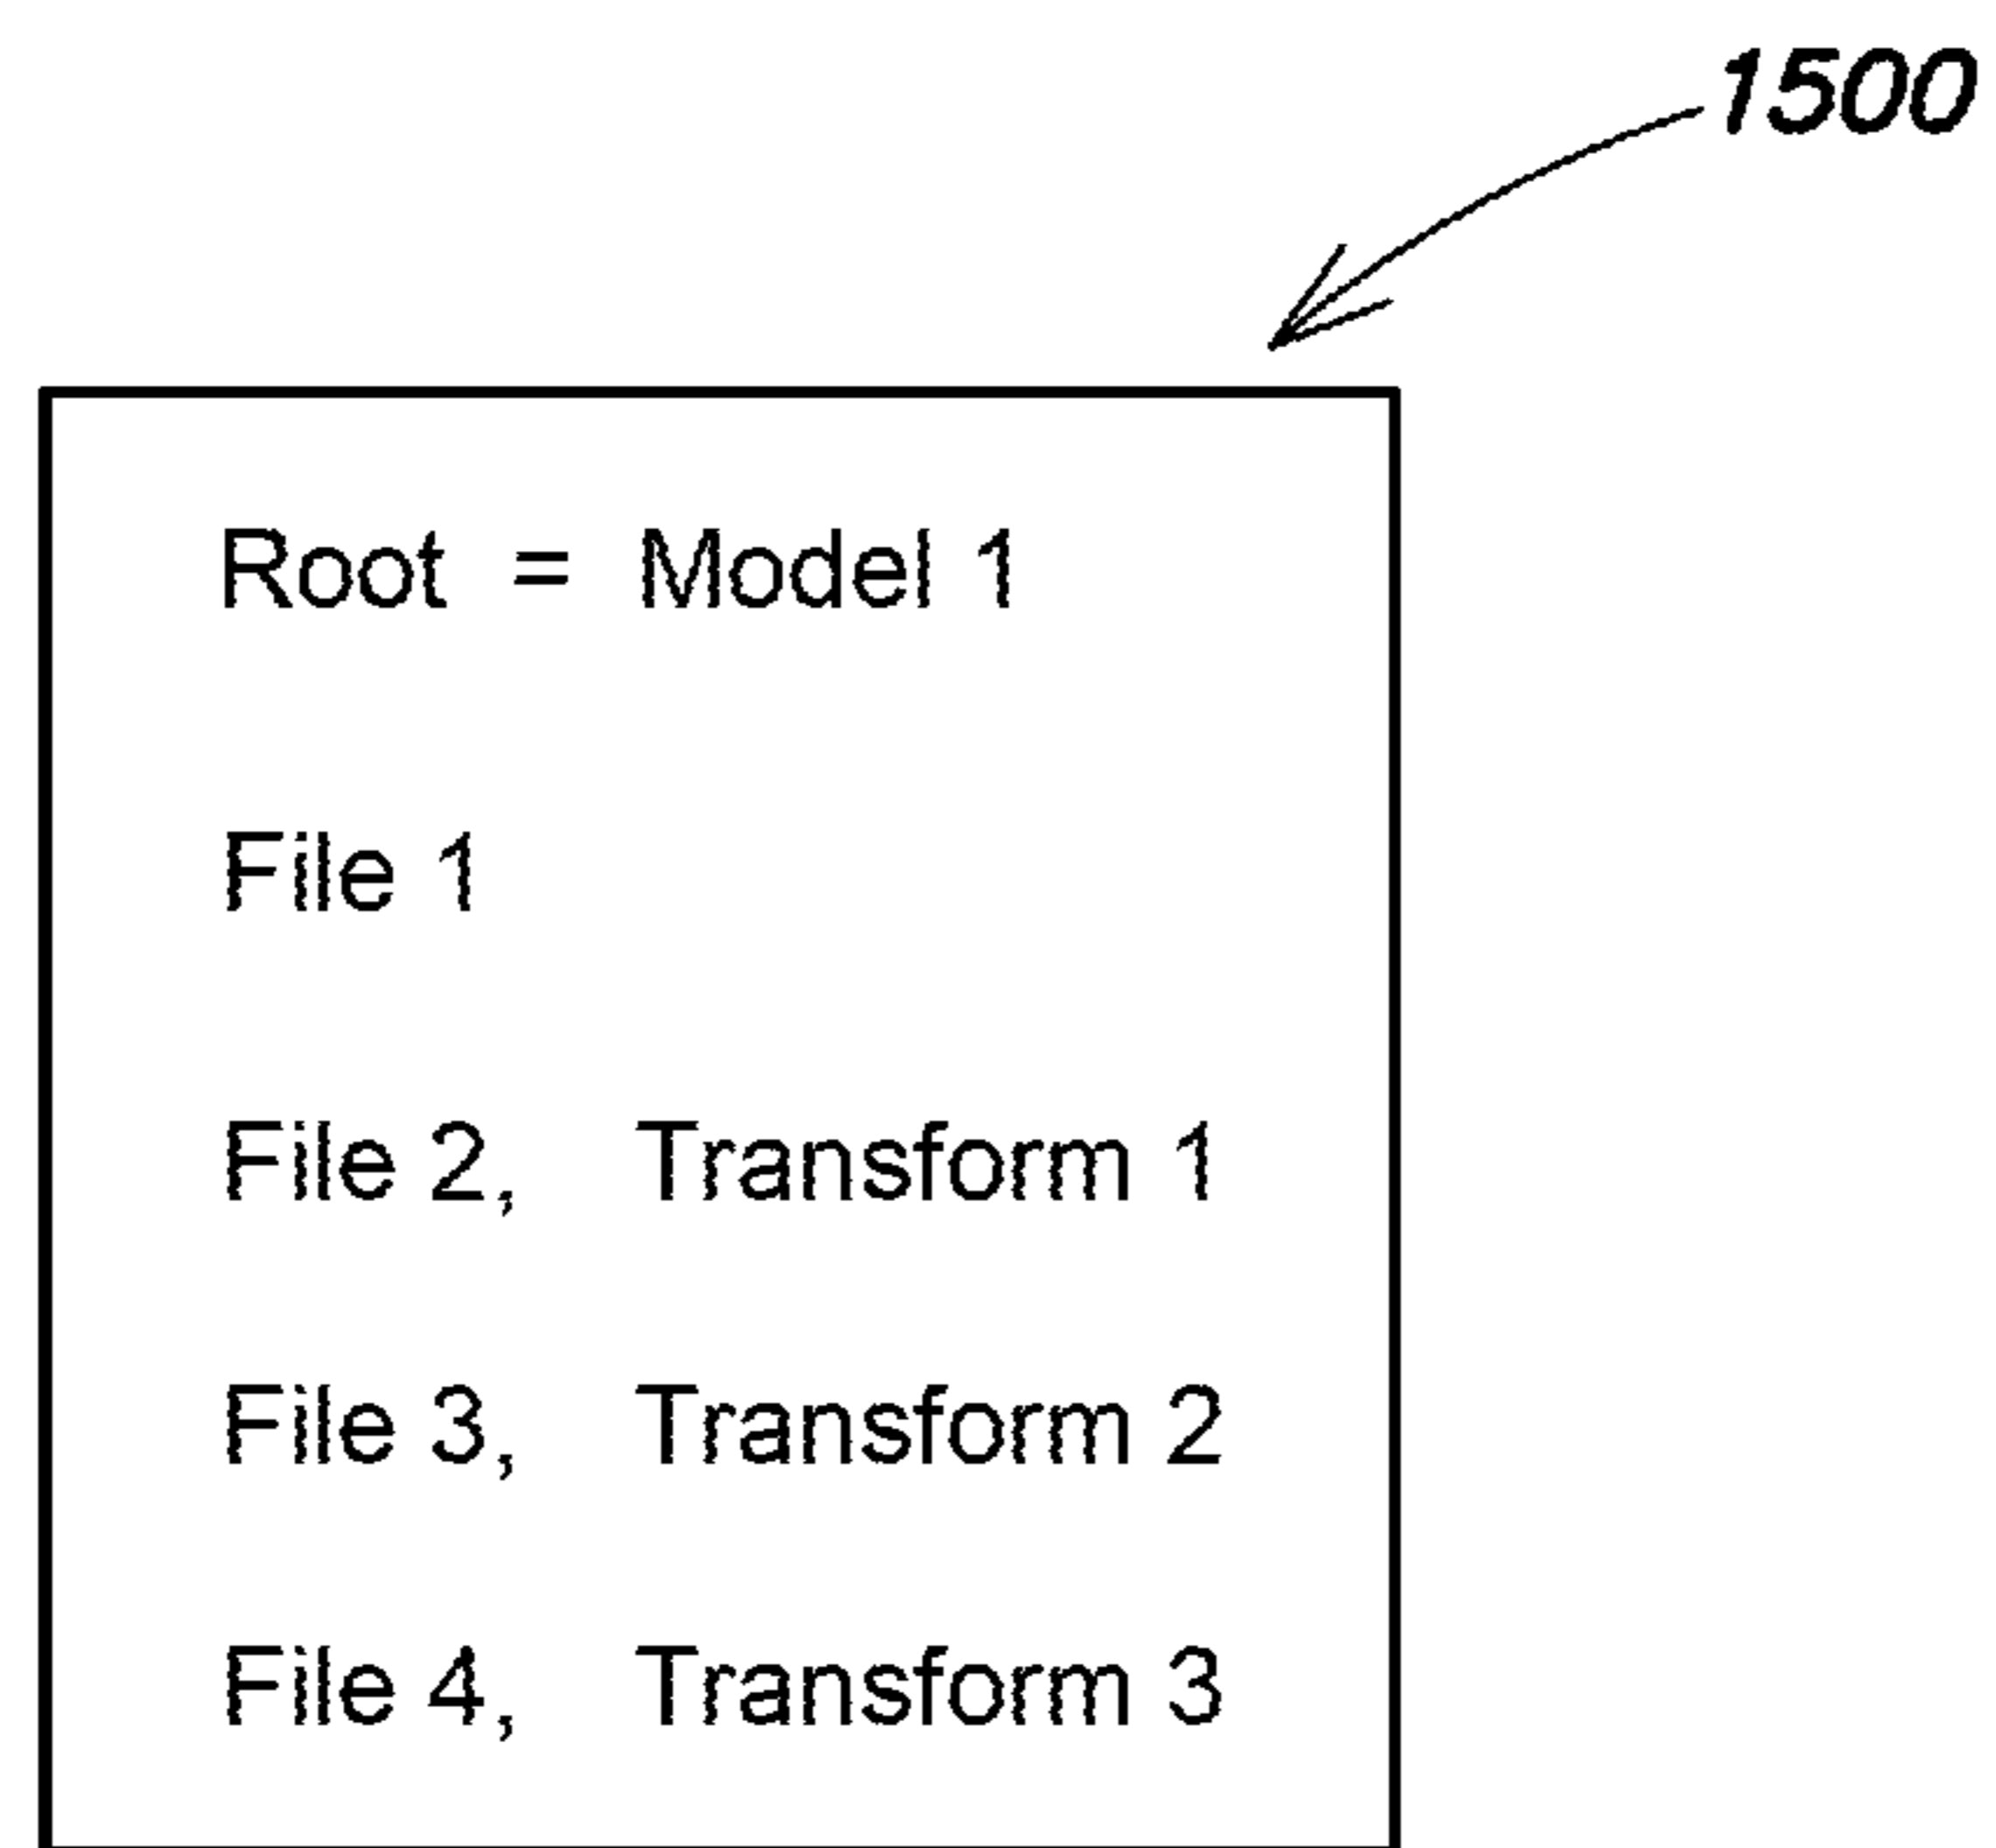 1500
Root = Model 1
File 1
File 2, Transform 1
File 3, Transform 2
File 4, Transform 3